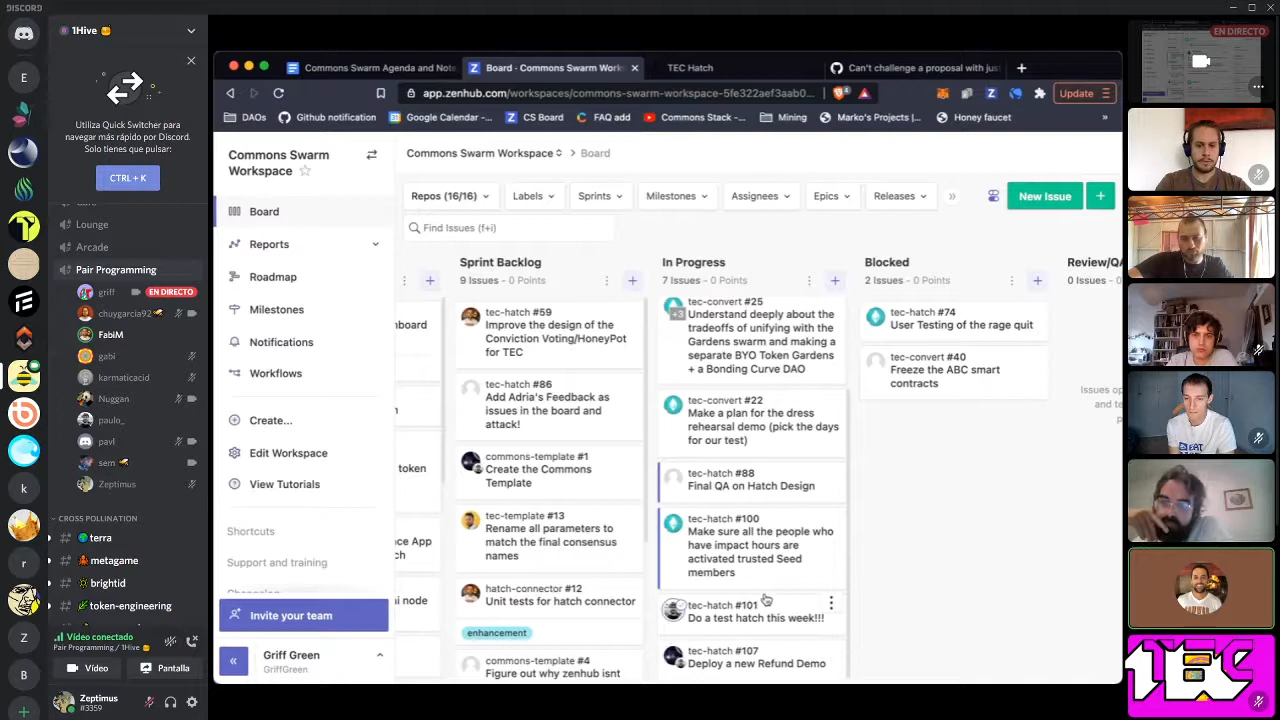 DISCORD
1Hive
Utiliza Quick Switcher para
navegar más rápido por Discord.
Solo tienes que pulsar:
CTRL + K
Lounge
Arcade
Pair Programming
griff
EN DIRECTO
chuygarcia92
FabiM
gabi
karmaticacid
Nuggan
paulo_
pavl
sem
Zeptimus
CROSS POLLINATION
terra
metagame
brightid
token-engineering
Vídeo conectado
Pair Programming / 1Hive
Vídeo
Pantalla
Zeptimus
#3359
E
k
r
Z
B
Commons Swarm Agenda and Note
Board - Commons Swarm Work
TEC Hatch
Can't challenge a proposal with just
app.zenhub.com/workspaces/commons-swarm-workspace-5fe322aef3aab0...
Update
DAOs
Github notification
Google Calendar -...
CS Board
FAQ add
Commons Stack -...
Mining
Marko's Projects |...
Honey faucet
Commons Swarm
Workspace
Board
Reports
Roadmap
Milestones
Notifications
Workflows
Create...
Edit Workspace
View Tutorials
Shortcuts
Support and training
Invite your team
Griff Green
GriffGreen
Commons Swarm Workspace
Board
Repos (16/16)
Labels
Sprints
Milestones
Assignees
Epics
Releases
New Issue
Find Issues (f+i)
Sprint Backlog
9 Issues - 0 Points
tec-hatch #59
Improve the design of the
Conviction Voting/HoneyPot
for TEC
tec-hatch #86
Add Adria's Feedback as
issues in the board and
attack!
commons-template #1
Create the Commons
Template
tec-template #13
Rename all parameters to
match the final consensus
names
hatch-connector #12
Unit tests for hatch connector
enhancement
commons-template #4
Figure out why zenhub isnt
In Progress
7 Issues - 0 Points
+3
tec-convert #25
Understand deeply about the
tradeoffs of unifying with the
Gardens swarm and making a
separate BYO Token Gardens
+ a Bonding Curve DAO
tec-convert #22
Make a plan for the dress
rehearsal demo (pick the days
for our test)
tec-hatch #88
Final QA on Hatch Design
tec-hatch #100
Make sure all the people who
have impact hours are
activated trusted Seed
members
tec-hatch #101
Do a test hatch this week!!!
tec-hatch #107
Deploy a new Refund Demo
Blocked
2 Issues - 0 Points
tec-hatch #74
User Testing of the rage quit
tec-convert #40
Freeze the ABC smart
contracts
Review/QA
0 Issues - 0
Issues op
and te
p
nboard
token
ce App
ch
ni node
EN DIRECTO
TEC